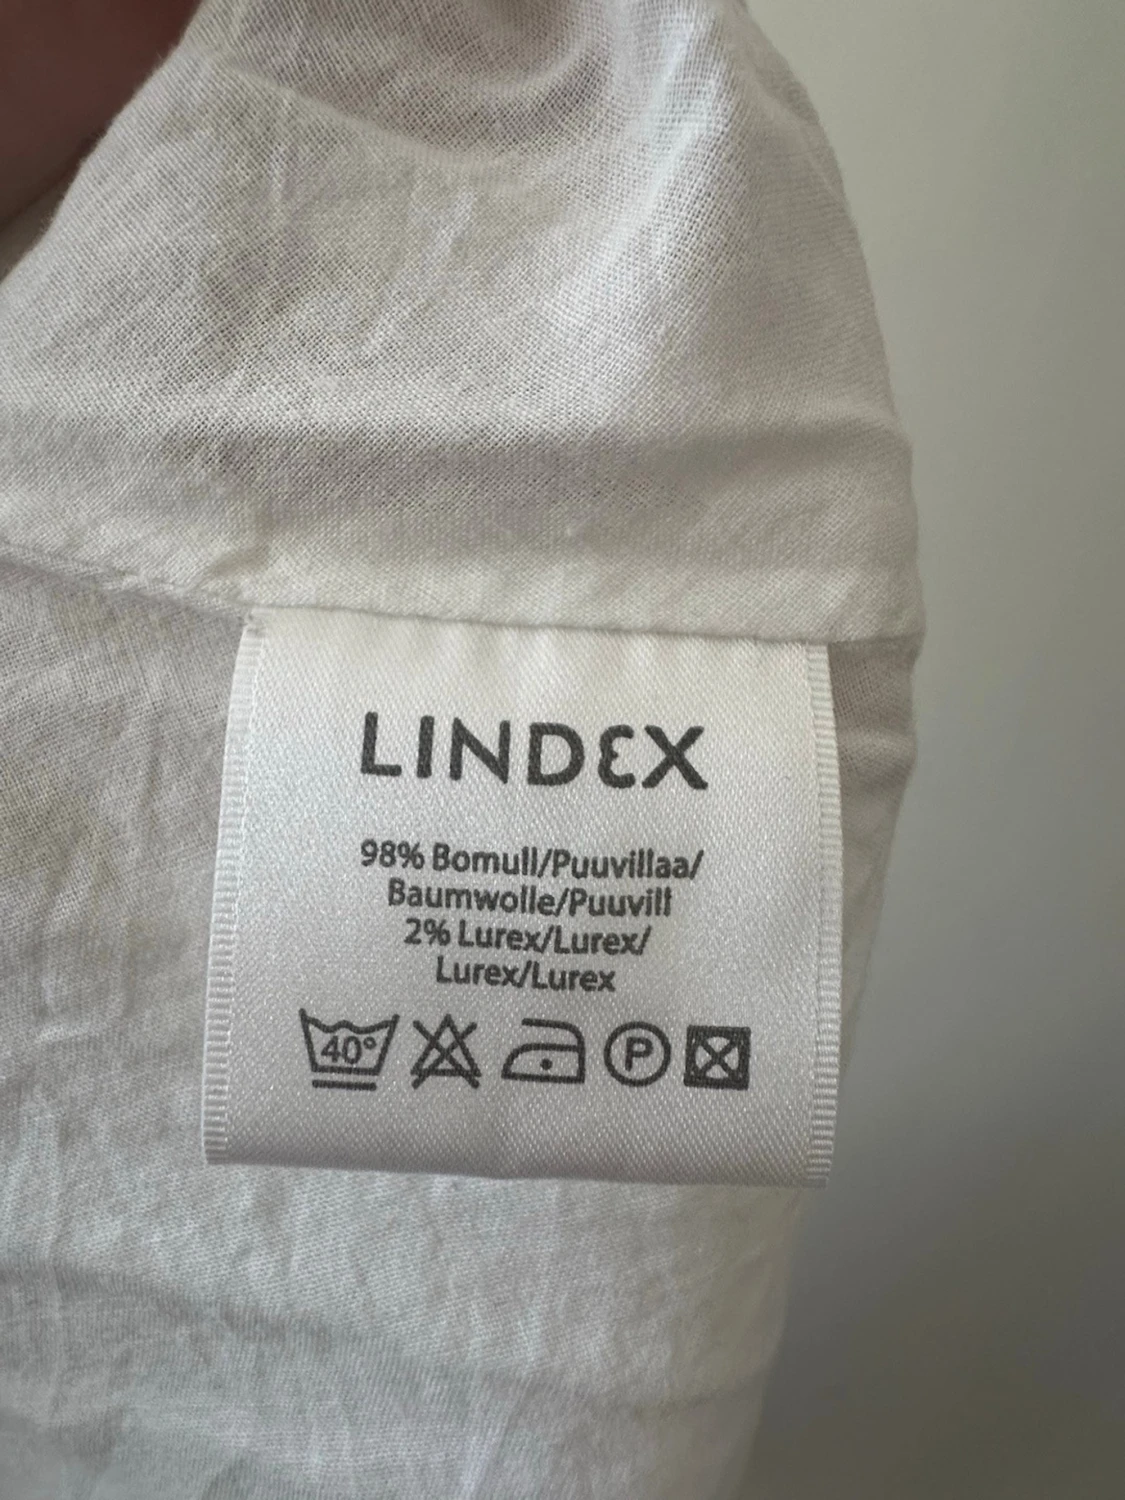 LINDEX
98% Bomull/Puuvillaa/
Baumwolle/Puuvill
2% Lurex/Lurex/
Lurex/Lurex
40° P